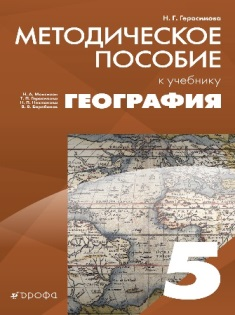 Н. Г. Герасимова
МЕТОДИЧЕСКОЕ
ПОСОБИЕ
к учебнику
ГЕОГРАФИЯ
5
ДРОФА